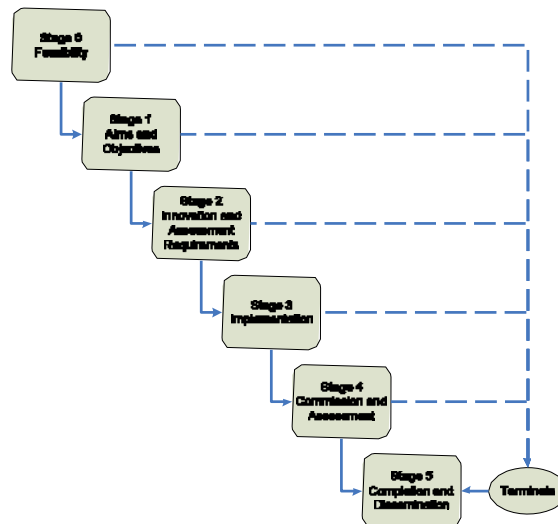 Stage 0
Feasibility
Stage 1
Aims and
Objectives
Stage 2
Innovation and
Assessment
Requirements
Stage 3
Implementation
Stage 4
Commission and
Assessment
Stage 5
Completion and
Dissemination
Terminate